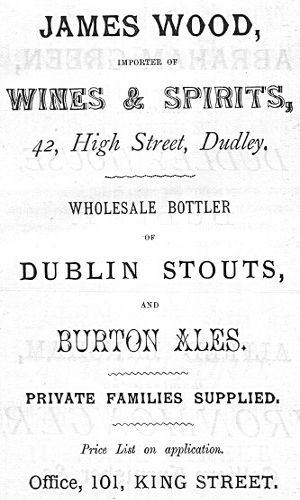 JAMES WOOD,
IMPORTER OF
WINES & SPIRITS,
42, High Street, Dudley.
WHOLESALE BOTTLER
OF
DUBLIN STOUTS,
AND
BURTON ALES.
PRIVATE FAMILIES SUPPLIED.
Price List on application.
Office, 101, KING STREET.